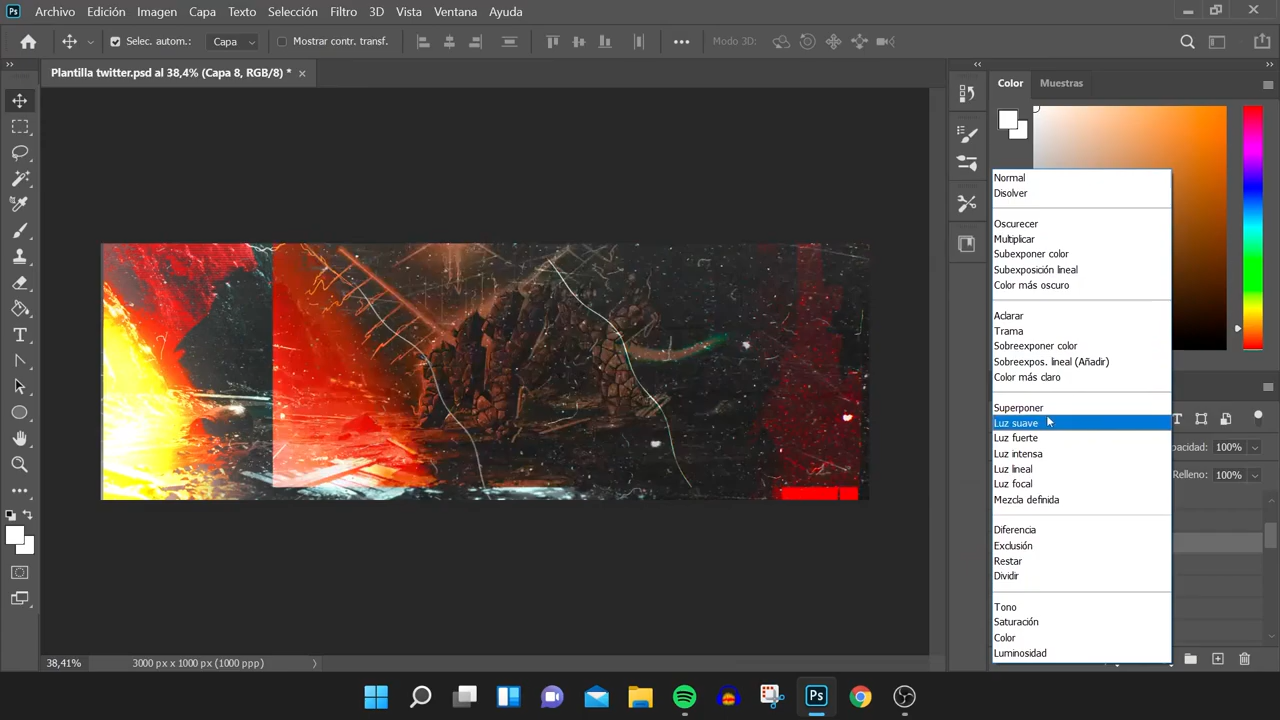 Ps Archivo Edición Imagen Capa Texto Selección Filtro 3D Vista Ventana Ayuda
Selec. autom.: Capa Mostrar contr. transf. Modo 3D:
Plantilla twitter.psd al 38,4% (Capa 8, RGB/8) *
Color Muestras
Normal
Disolver
Oscurecer
Multiplicar
Subexponer color
Subexposición lineal
Color más oscuro
Aclarar
Trama
Sobreexponer color
Sobreexpos. lineal (Añadir)
Color más claro
Superponer
Luz suave
Luz fuerte
Luz intensa
Luz lineal
Luz focal
Mezcla definida
Diferencia
Exclusión
Restar
Dividir
Tono
Saturación
Color
Luminosidad
pacidad: 100%
Relleno: 100%
38,41% 3000 px x 1000 px (1000 ppp)
Ps